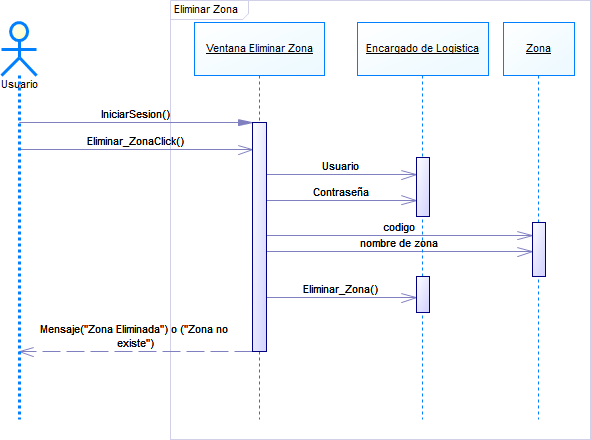 Eliminar Zona
Ventana Eliminar Zona
Encargado de Logistica
Zona
Usuario
IniciarSesion()
Eliminar_ZonaClick()
Usuario
Contraseña
codigo
nombre de zona
Eliminar_Zona()
Mensaje("Zona Eliminada") o ("Zona no
existe")